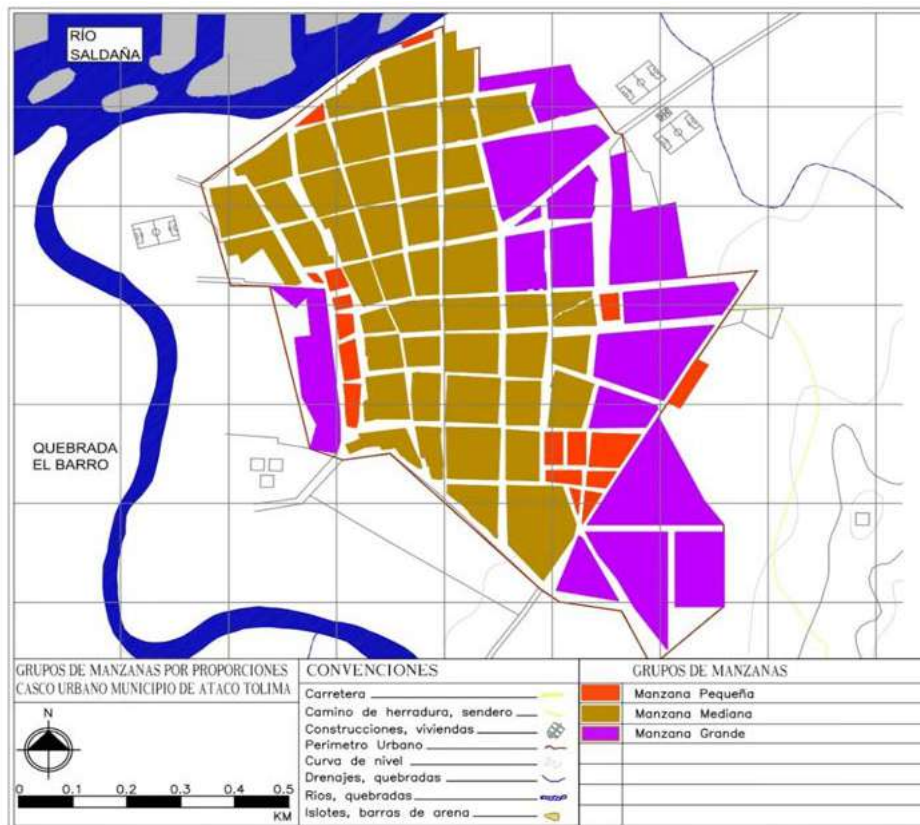 RÍO
SALDAÑA
QUEBRADA
EL BARRO
GRUPOS DE MANZANAS POR PROPORCIONES
CASCO URBANO MUNICIPIO DE ATACO TOLIMA
N
0 0.1 0.2 0.3 0.4 0.5
KM
CONVENCIONES
Carretera
Camino de herradura, sendero
Construcciones, viviendas
Perimetro Urbano
Curva de nivel
Drenajes, quebradas
Rios, quebradas
Islotes, barras de arena
GRUPOS DE MANZANAS
Manzana Pequeña
Manzana Mediana
Manzana Grande